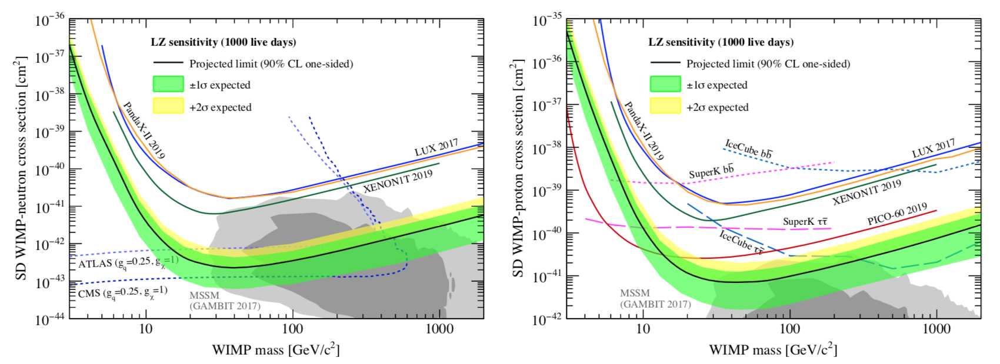 SD WIMP-neutron cross section [cm²]
10⁻³⁶
10⁻³⁷
10⁻³⁸
10⁻³⁹
10⁻⁴⁰
10⁻⁴¹
10⁻⁴²
10⁻⁴³
10⁻⁴⁴
LZ sensitivity (1000 live days)
Projected limit (90% CL one-sided)
±1σ expected
+2σ expected
PandaX-II 2019
LUX 2017
XENON1T 2019
ATLAS (g_q=0.25, g_χ=1)
CMS (g_q=0.25, g_χ=1)
MSSM
(GAMBIT 2017)
10
100
1000
WIMP mass [GeV/c²]
SD WIMP-proton cross section [cm²]
10⁻³⁵
10⁻³⁶
10⁻³⁷
10⁻³⁸
10⁻³⁹
10⁻⁴⁰
10⁻⁴¹
10⁻⁴²
LZ sensitivity (1000 live days)
Projected limit (90% CL one-sided)
±1σ expected
+2σ expected
PandaX-II 2019
IceCube bb̅
LUX 2017
SuperK bb̅
XENON1T 2019
PICO-60 2019
SuperK ττ̅
IceCube ττ̅
MSSM
(GAMBIT 2017)
10
100
1000
WIMP mass [GeV/c²]